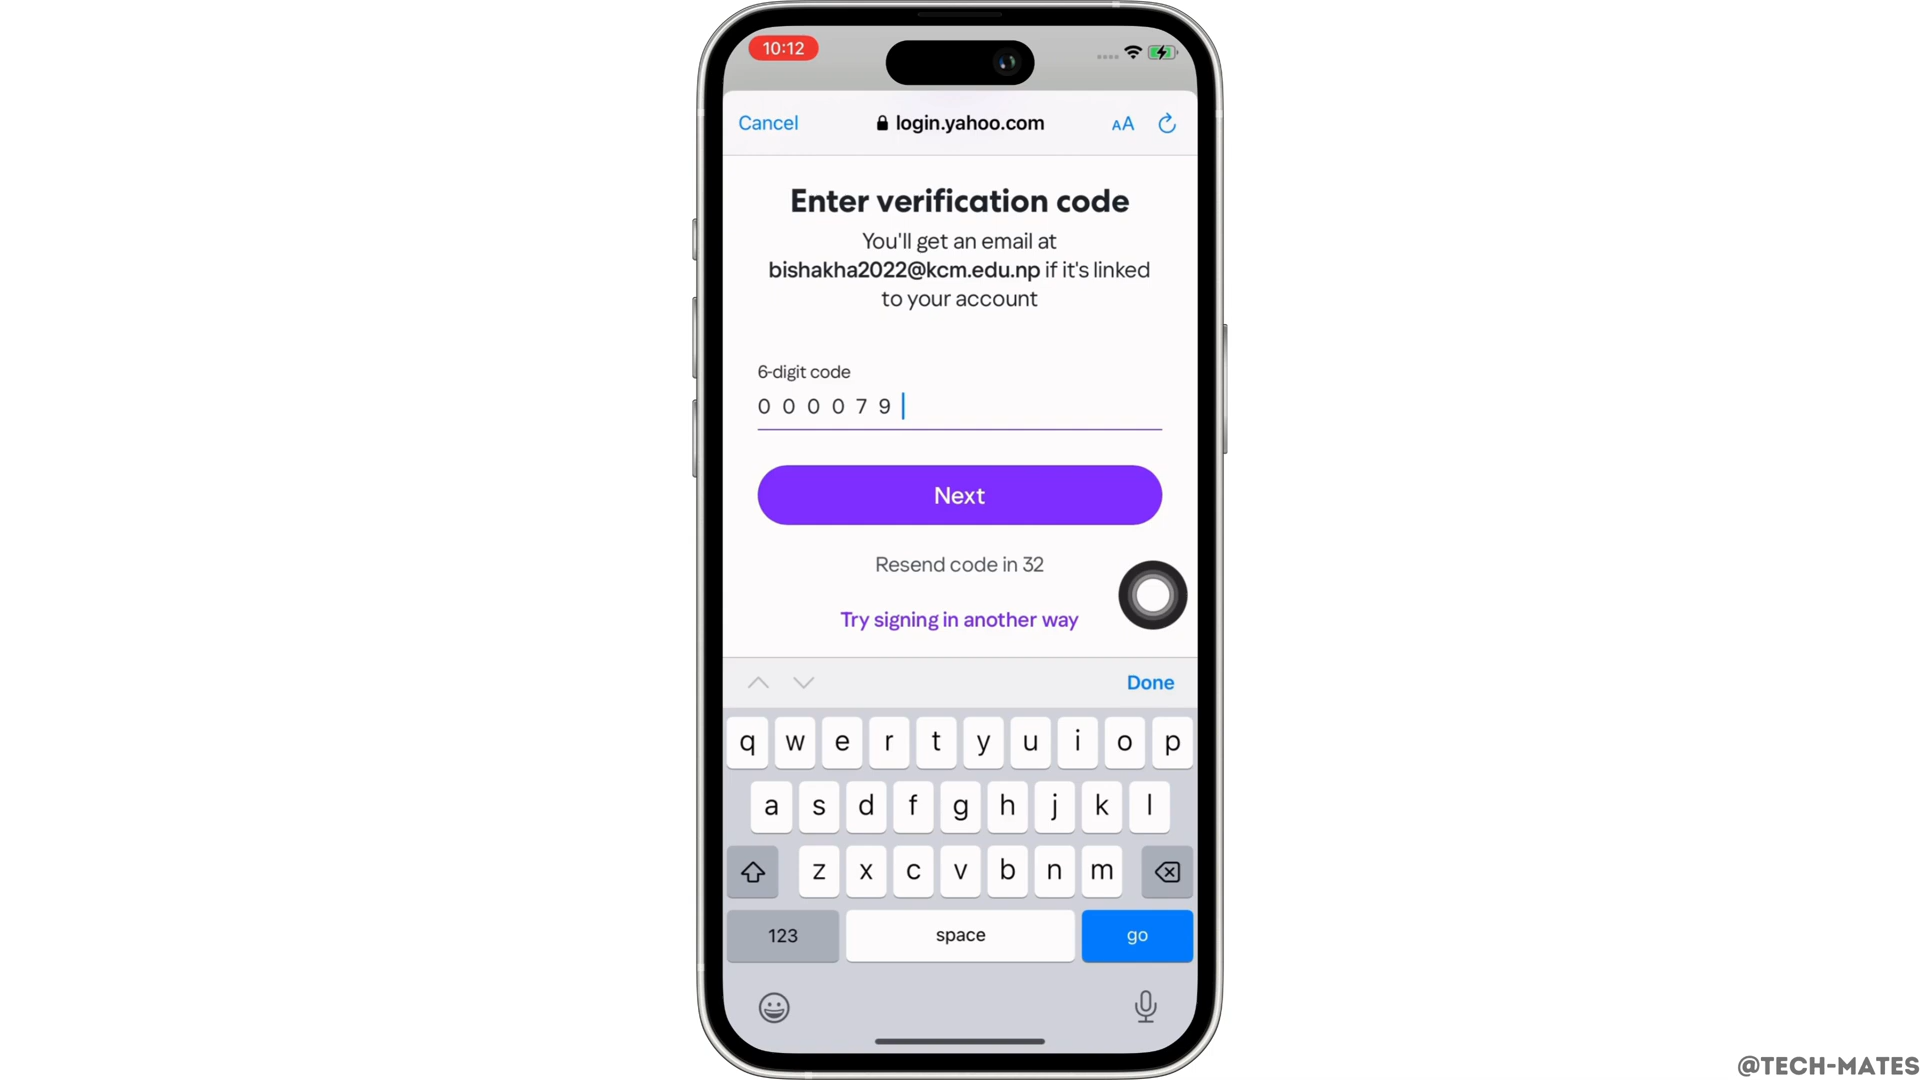 10:12
Cancel
login.yahoo.com
AA
Enter verification code
You'll get an email at
bishakha2022@kcm.edu.np if it's linked
to your account
6-digit code
0 0 0 0 7 9
Next
Resend code in 32
Try signing in another way
Done
q w e r t y u i o p
a s d f g h j k l
z x c v b n m
123 space go
@TECH-MATES